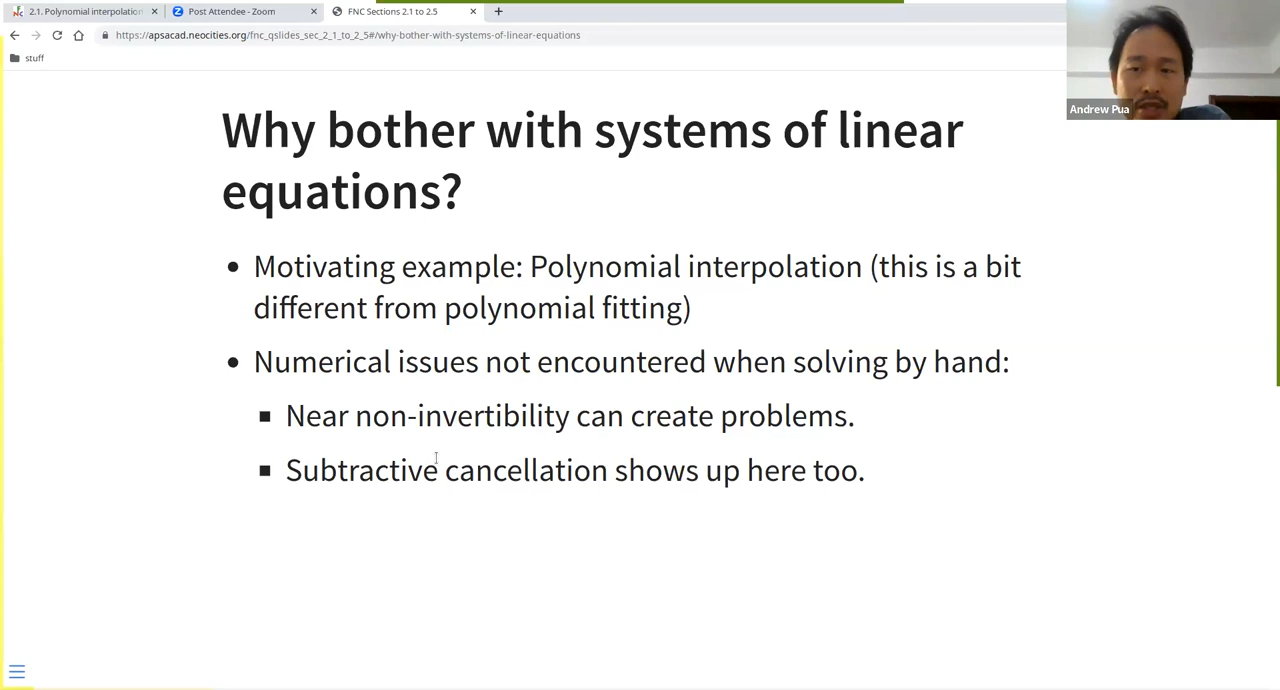 2.1. Polynomial interpolation
Post Attendee - Zoom
FNC Sections 2.1 to 2.5
https://apsacad.neocities.org/fnc_qslides_sec_2_1_to_2_5#/why-bother-with-systems-of-linear-equations
stuff
Andrew Pua
Why bother with systems of linear
equations?
• Motivating example: Polynomial interpolation (this is a bit
different from polynomial fitting)
• Numerical issues not encountered when solving by hand:
▪ Near non-invertibility can create problems.
▪ Subtractive cancellation shows up here too.